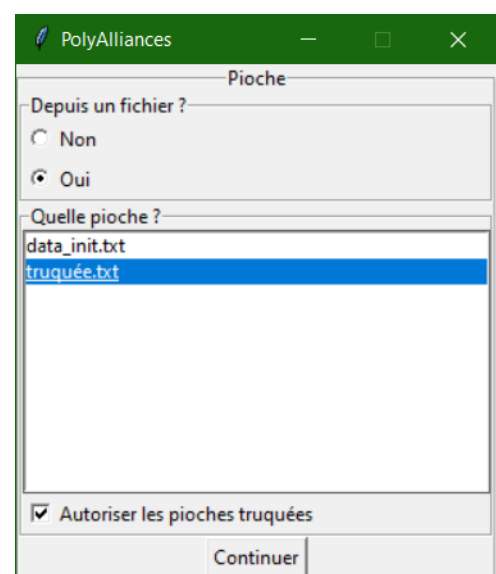 PolyAlliances
Pioche
Depuis un fichier ?
Non
Oui
Quelle pioche ?
data_init.txt
truquée.txt
Autoriser les pioches truquées
Continuer